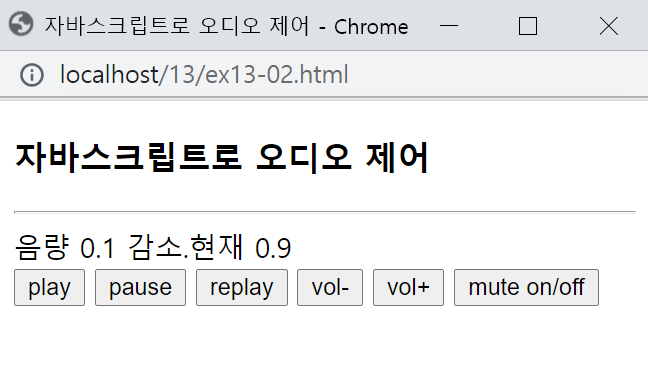 자바스크립트로 오디오 제어 - Chrome
localhost/13/ex13-02.html
자바스크립트로 오디오 제어
음량 0.1 감소.현재 0.9
play pause replay vol- vol+ mute on/off